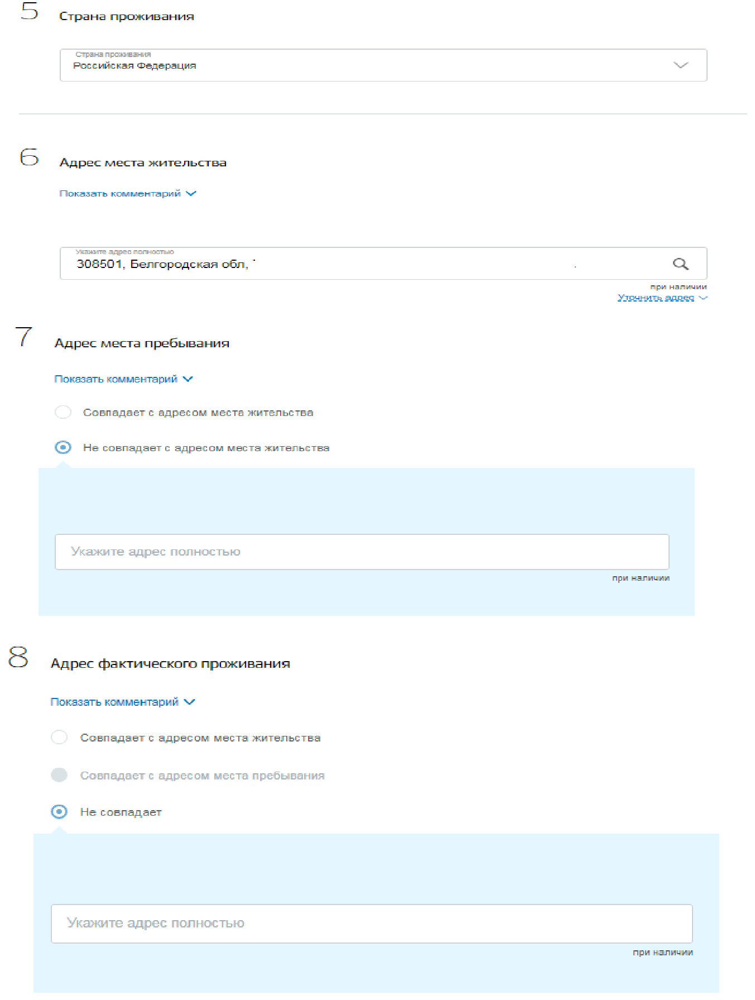 5 Страна проживания
Страна проживания
Российская Федерация
6 Адрес места жительства
Показать комментарий
Укажите адрес полностью
308501, Белгородская обл,
при наличии
Уточнить адрес
7 Адрес места пребывания
Показать комментарий
Совпадает с адресом места жительства
Не совпадает с адресом места жительства
Укажите адрес полностью
при наличии
8 Адрес фактического проживания
Показать комментарий
Совпадает с адресом места жительства
Совпадает с адресом места пребывания
Не совпадает
Укажите адрес полностью
при наличии